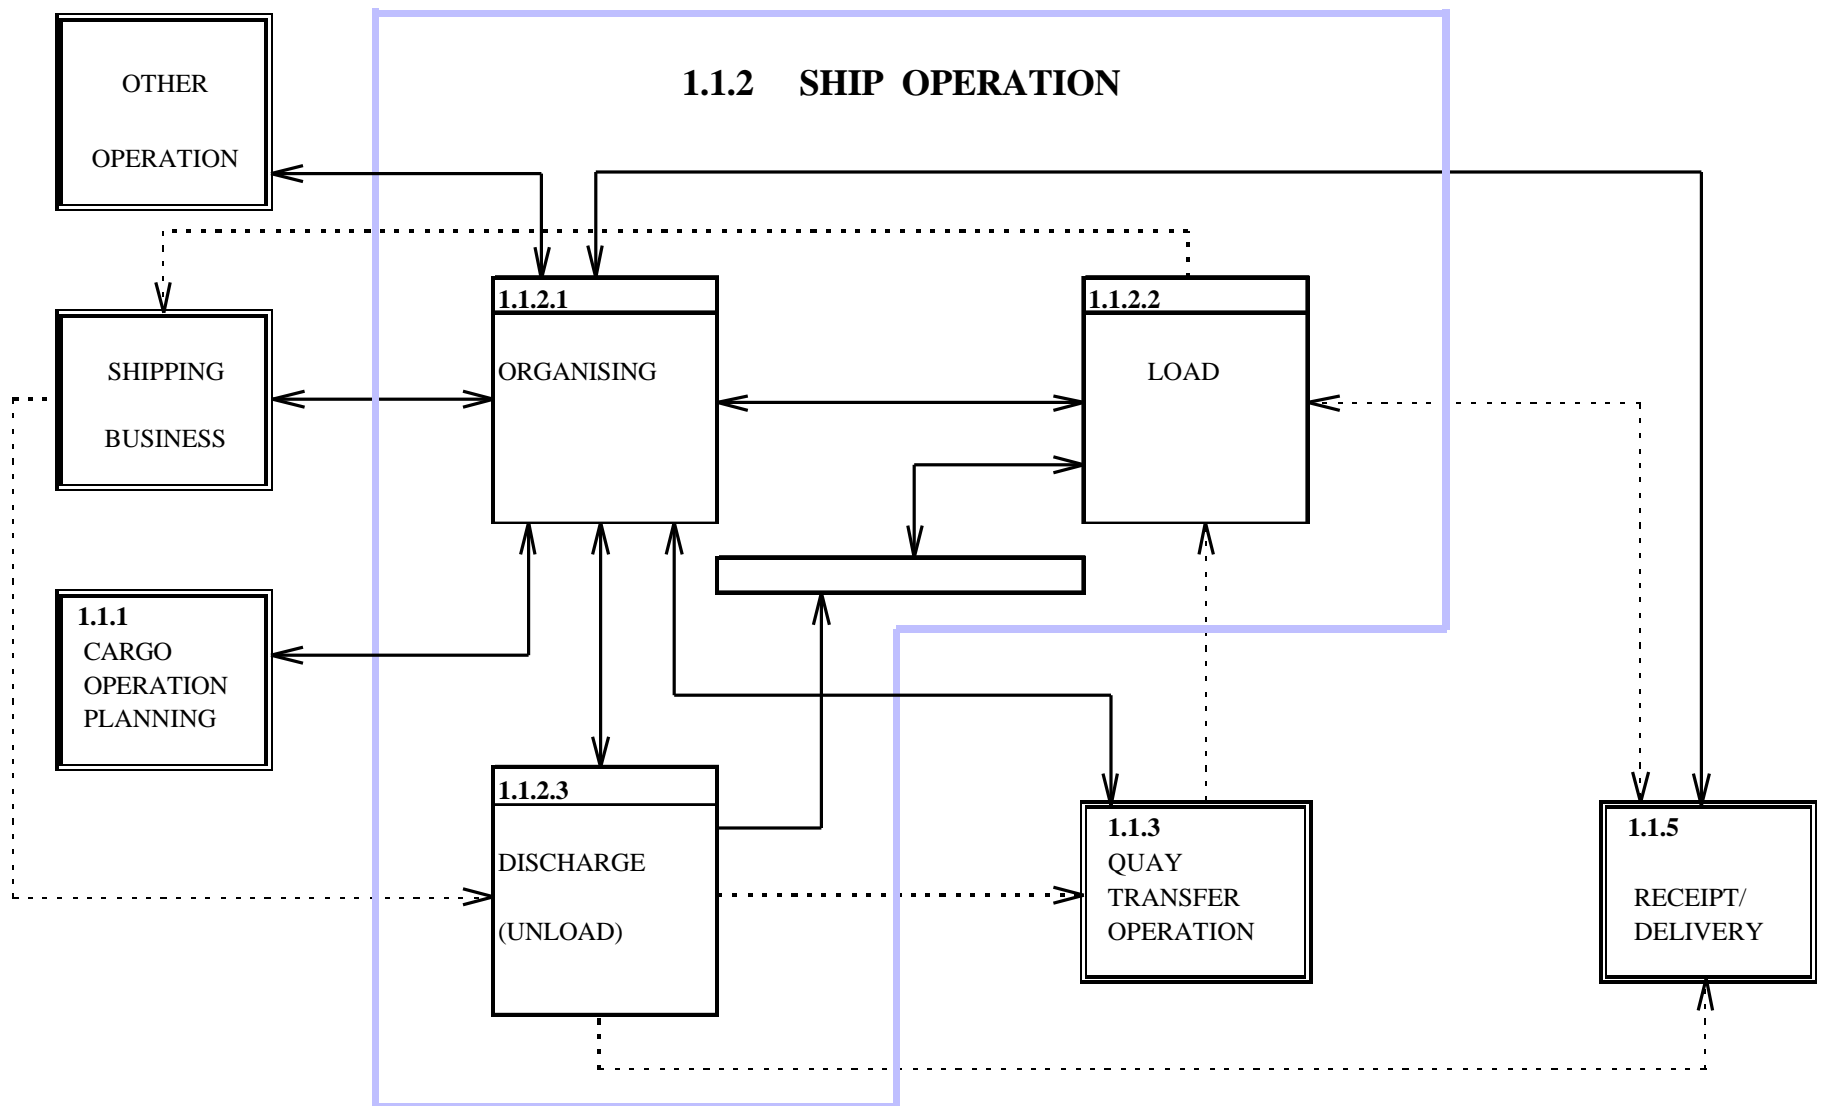 OTHER
OPERATION
1.1.2 SHIP OPERATION
1.1.2.1
ORGANISING
1.1.2.2
LOAD
SHIPPING
BUSINESS
1.1.1
CARGO
OPERATION
PLANNING
1.1.2.3
DISCHARGE
(UNLOAD)
1.1.3
QUAY
TRANSFER
OPERATION
1.1.5
RECEIPT/
DELIVERY